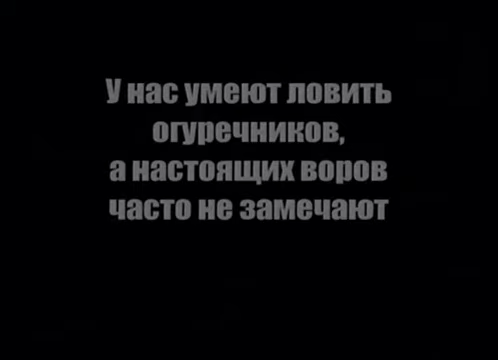 У нас умеют ловить
огуречников,
а настоящих воров
часто не замечают